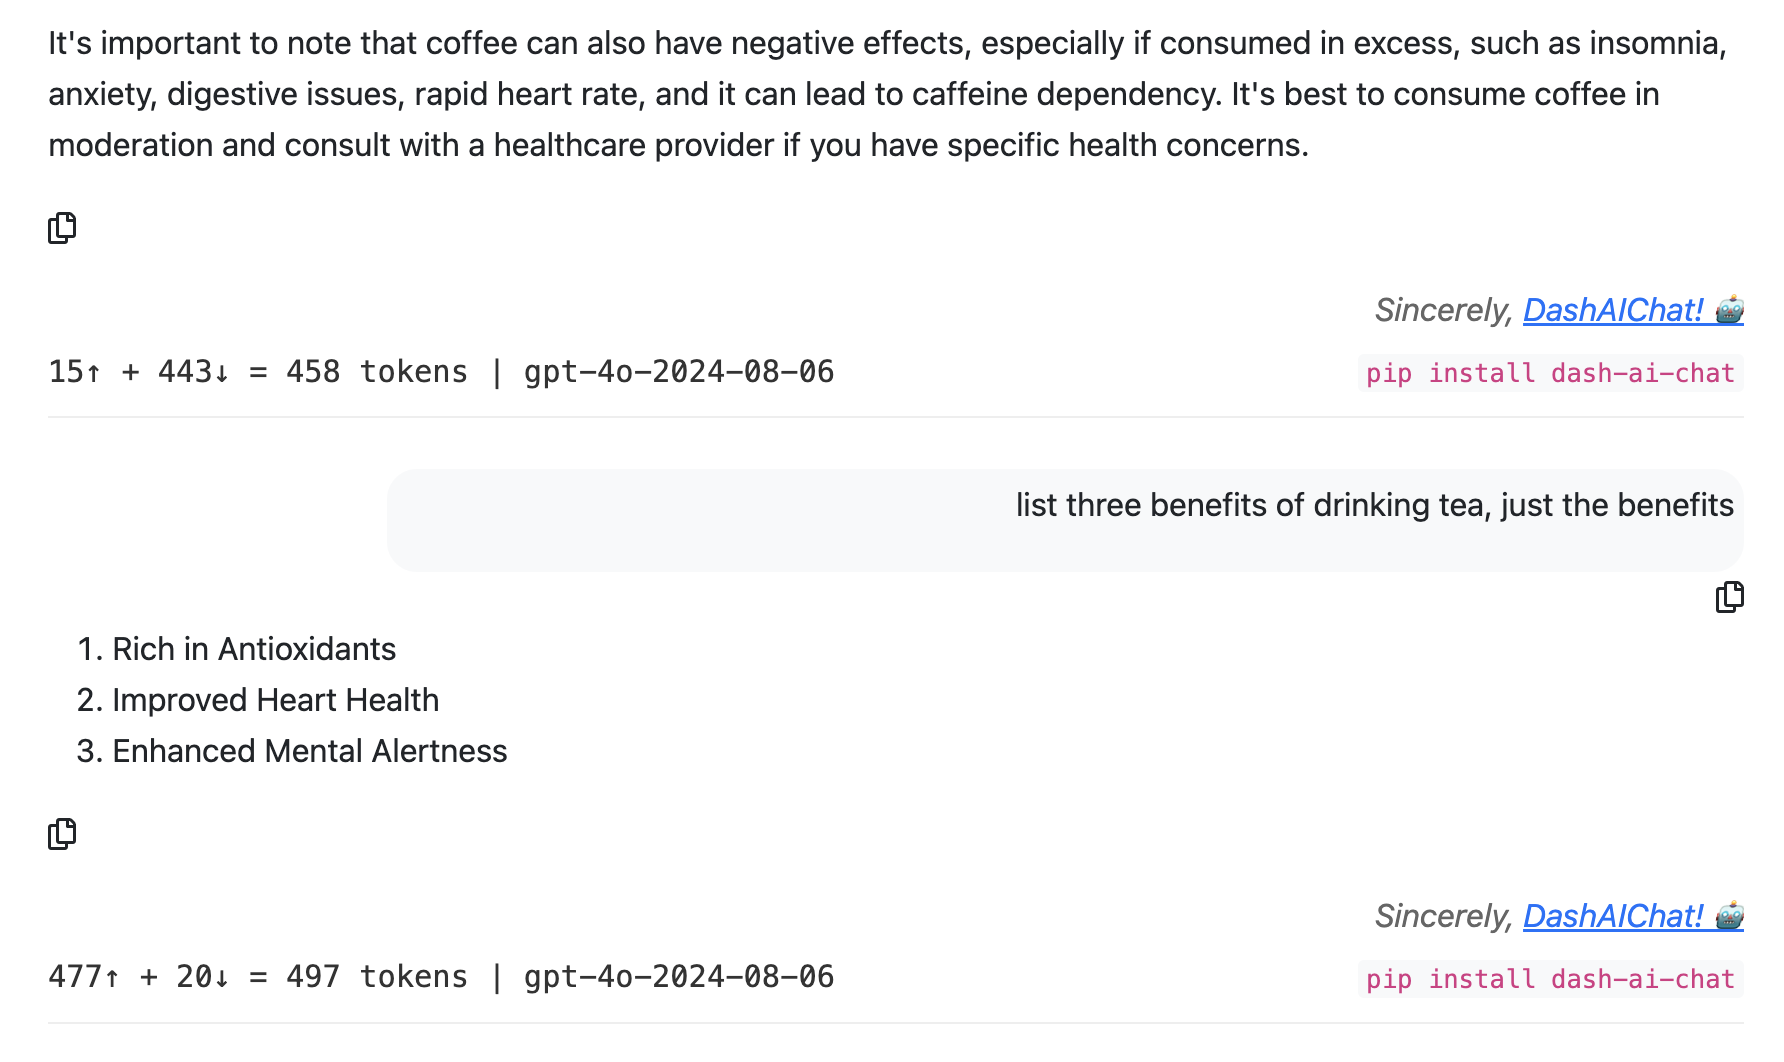 It's important to note that coffee can also have negative effects, especially if consumed in excess, such as insomnia,
anxiety, digestive issues, rapid heart rate, and it can lead to caffeine dependency. It's best to consume coffee in
moderation and consult with a healthcare provider if you have specific health concerns.
Sincerely, DashAIChat! 🤖
15↑ + 443↓ = 458 tokens | gpt-4o-2024-08-06
pip install dash-ai-chat
list three benefits of drinking tea, just the benefits
1. Rich in Antioxidants
2. Improved Heart Health
3. Enhanced Mental Alertness
Sincerely, DashAIChat! 🤖
477↑ + 20↓ = 497 tokens | gpt-4o-2024-08-06
pip install dash-ai-chat